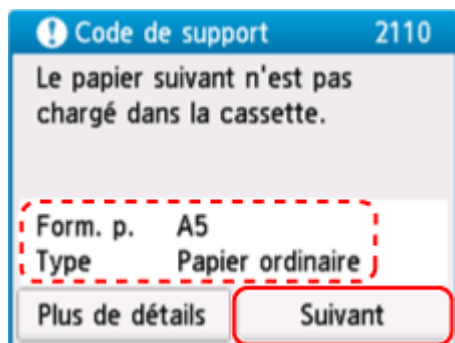 Code de support 2110
Le papier suivant n'est pas
chargé dans la cassette.
Form. p. A5
Type Papier ordinaire
Plus de détails Suivant